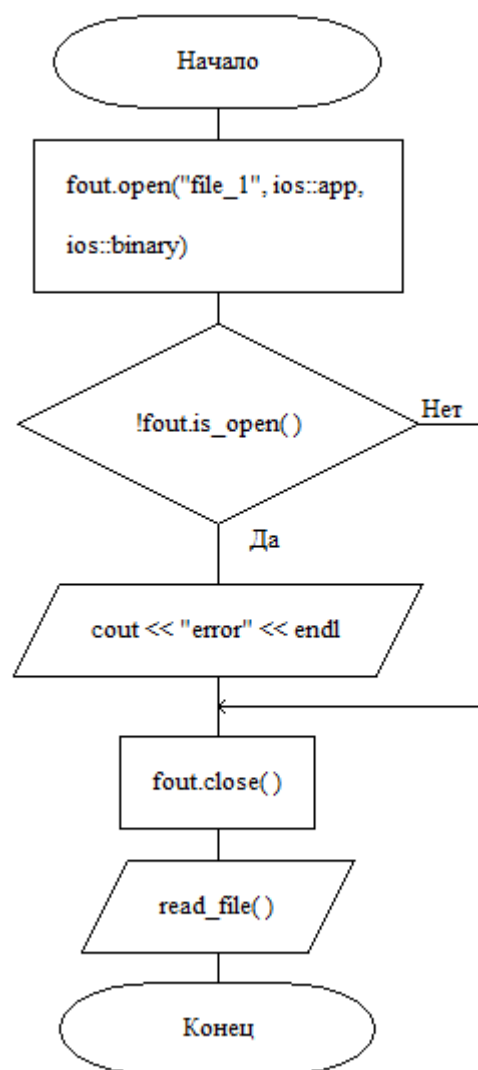 Начало
fout.open("file_1", ios::app,
ios::binary)
!fout.is_open( )
Нет
Да
cout << "error" << endl
fout.close( )
read_file( )
Конец